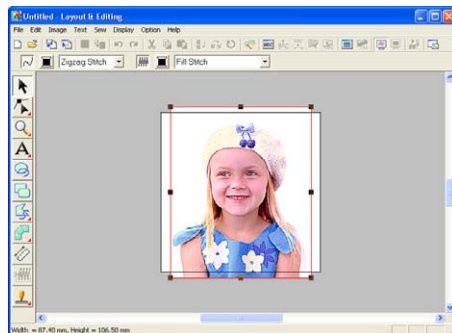 Untitled - Layout & Editing
File Edit Image Text Sew Display Option Help
Zigzag Stitch Fill Stitch
A
Width = 87.40 mm, Height = 106.50 mm